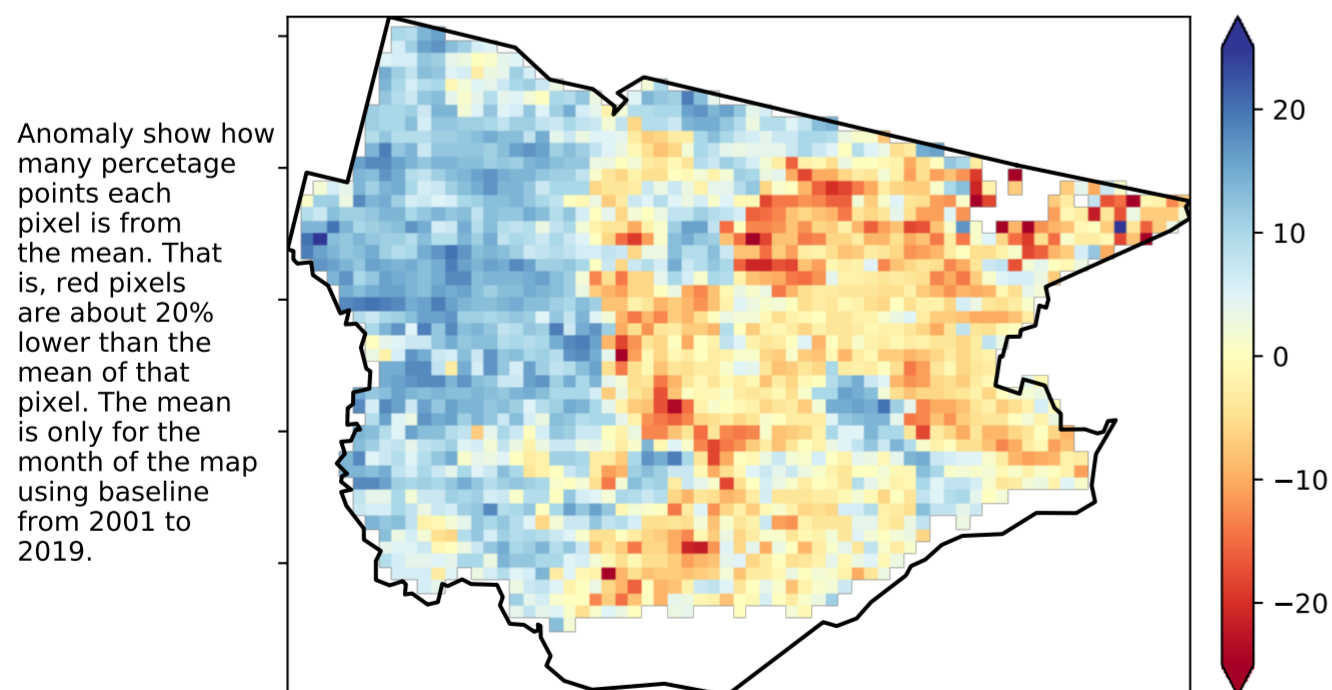 Anomaly show how
many percetage
points each
pixel is from
the mean. That
is, red pixels
are about 20%
lower than the
mean of that
pixel. The mean
is only for the
month of the map
using baseline
from 2001 to
2019.
20
10
0
−10
−20